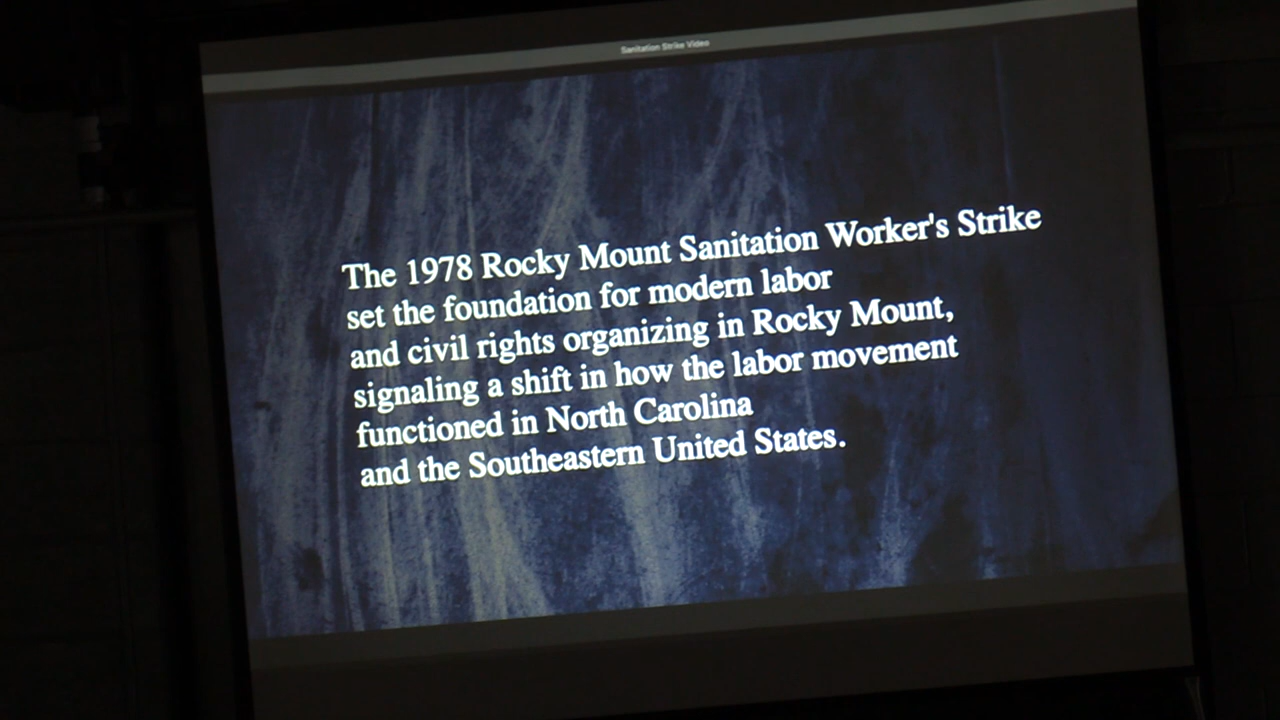 Sanitation Strike Video
The 1978 Rocky Mount Sanitation Worker's Strike
set the foundation for modern labor
and civil rights organizing in Rocky Mount,
signaling a shift in how the labor movement
functioned in North Carolina
and the Southeastern United States.